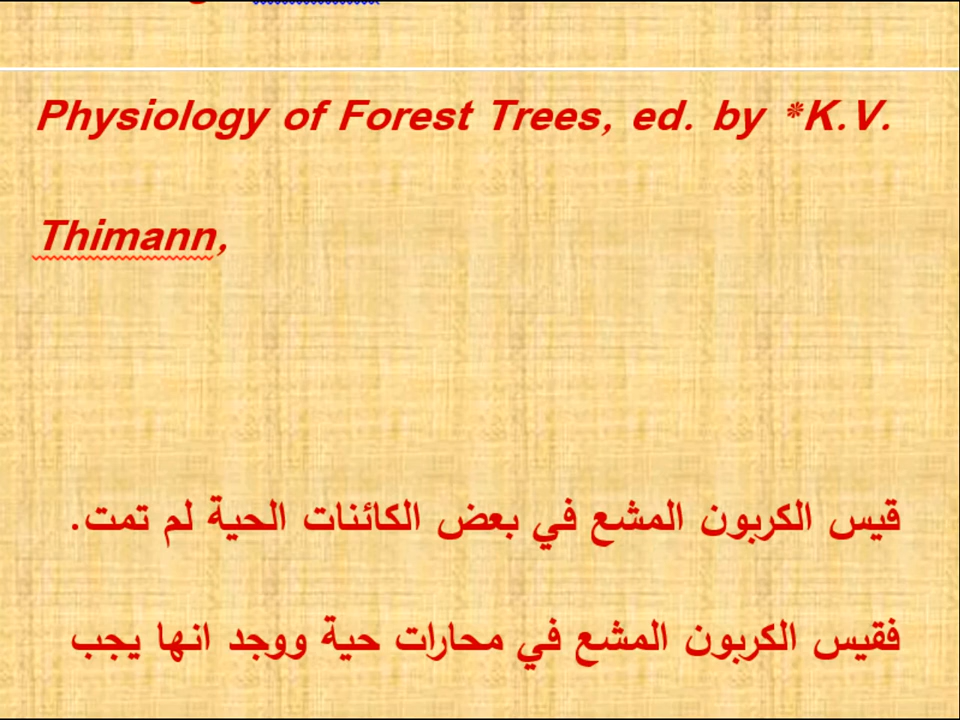 Physiology of Forest Trees, ed. by *K.V.
Thimann,
قيس الكربون المشع في بعض الكائنات الحية لم تمت.
فقيس الكربون المشع في محارات حية ووجد انها يجب